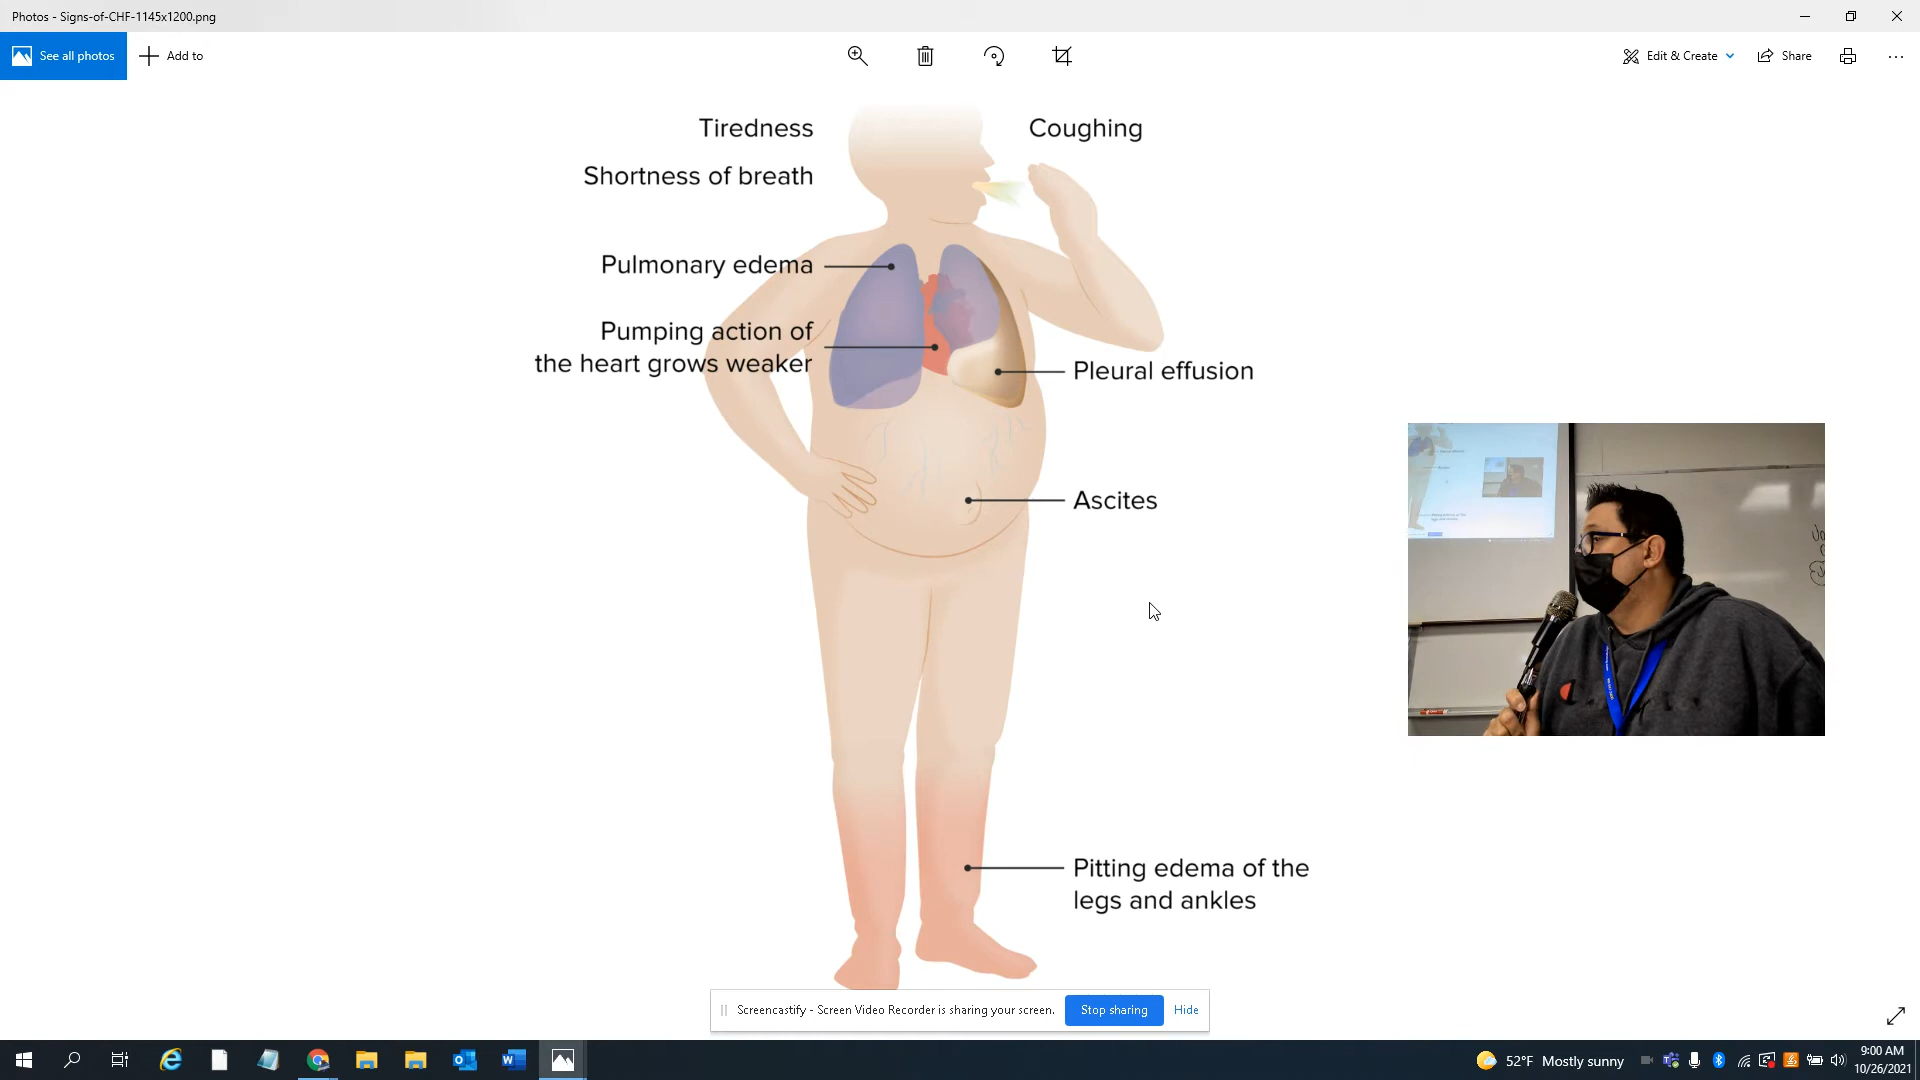 Photos - Signs-of-CHF-1145x1200.png
See all photos
Add to
Edit & Create
Share
Tiredness
Coughing
Shortness of breath
Pulmonary edema
Pumping action of
the heart grows weaker
Pleural effusion
Ascites
Pitting edema of the
legs and ankles
Screencastify - Screen Video Recorder is sharing your screen.
Stop sharing
Hide
52°F Mostly sunny
9:00 AM
10/26/2021